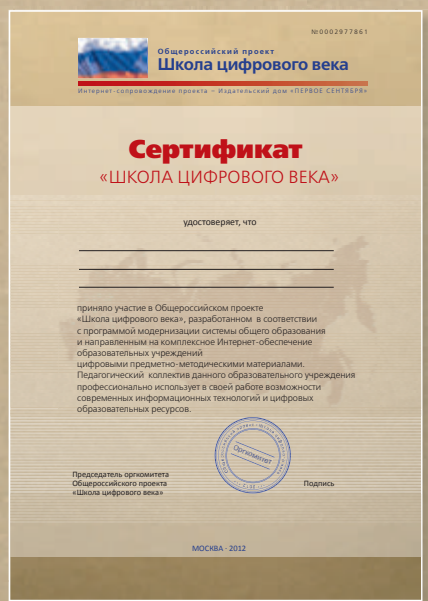 №0002977861
Общероссийский проект
Школа цифрового века
Интернет-сопровождение проекта – Издательский дом «ПЕРВОЕ СЕНТЯБРЯ»
Сертификат
«ШКОЛА ЦИФРОВОГО ВЕКА»
удостоверяет, что
приняло участие в Общероссийском проекте
«Школа цифрового века», разработанном в соответствии
с программой модернизации системы общего образования
и направленным на комплексное Интернет-обеспечение
образовательных учреждений
цифровыми предметно-методическими материалами.
Педагогический коллектив данного образовательного учреждения
профессионально использует в своей работе возможности
современных информационных технологий и цифровых
образовательных ресурсов.
Оргкомитет
Председатель оргкомитета
Общероссийского проекта
«Школа цифрового века»
Подпись
МОСКВА - 2012